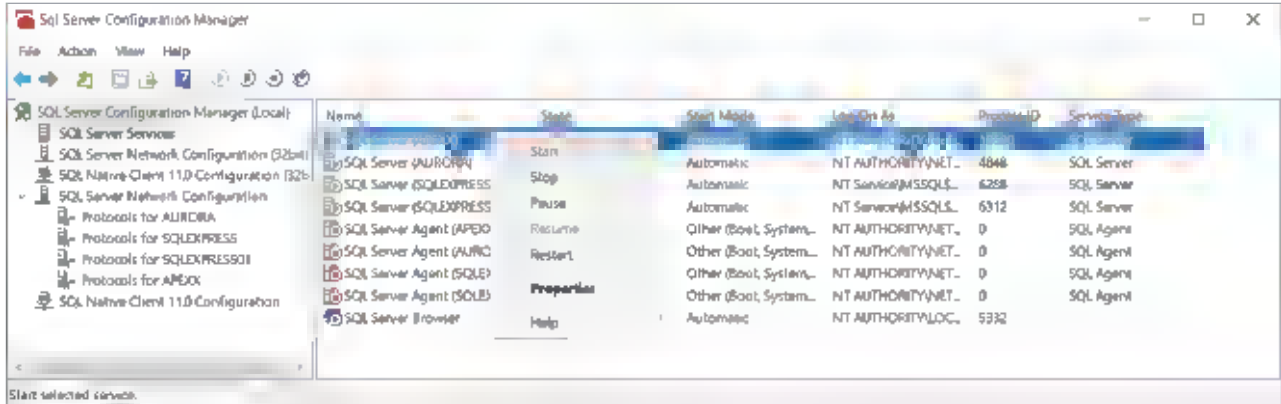 Sql Server Configuration Manager
File Action View Help
SQL Server Configuration Manager (Local)
SQL Server Services
SQL Server Network Configuration (32bit
SQL Native Client 11.0 Configuration (32b
SQL Server Network Configuration
Protocols for AURORA
Protocols for SQLEXPRESS
Protocols for SQLEXPRESS01
Protocols for APEXX
SQL Native Client 11.0 Configuration
Name State Start Mode Log On As Process ID Service Type
SQL Server (AURORA) Automatic NT AUTHORITY\NET... 4848 SQL Server
SQL Server (SQLEXPRESS Automatic NT Service\MSSQL$... 6288 SQL Server
SQL Server (SQLEXPRESS Automatic NT Service\MSSQL$... 6312 SQL Server
SQL Server Agent (APEXX Other (Boot, System,... NT AUTHORITY\NET... 0 SQL Agent
SQL Server Agent (AURO Other (Boot, System,... NT AUTHORITY\NET... 0 SQL Agent
SQL Server Agent (SQLEX Other (Boot, System,... NT AUTHORITY\NET... 0 SQL Agent
SQL Server Agent (SQLEX Other (Boot, System,... NT AUTHORITY\NET... 0 SQL Agent
SQL Server Browser Automatic NT AUTHORITY\LOC... 5332
Start
Stop
Pause
Resume
Restart
Properties
Help
Start selected service.